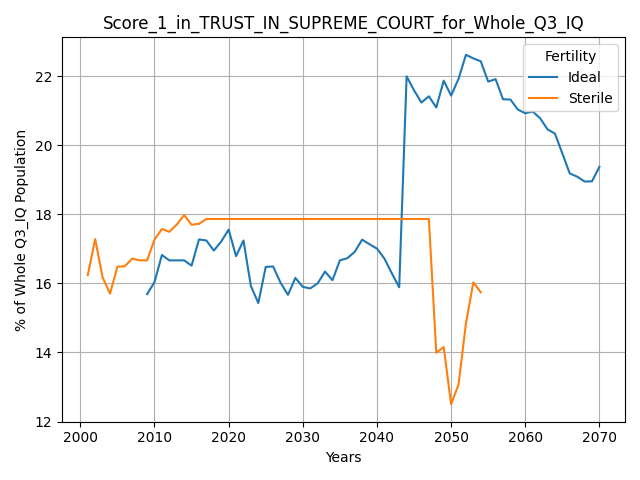 Score_1_in_TRUST_IN_SUPREME_COURT_for_Whole_Q3_IQ
Fertility
Ideal
Sterile
% of Whole Q3_IQ Population
22
20
18
16
14
12
2000 2010 2020 2030 2040 2050 2060 2070
Years